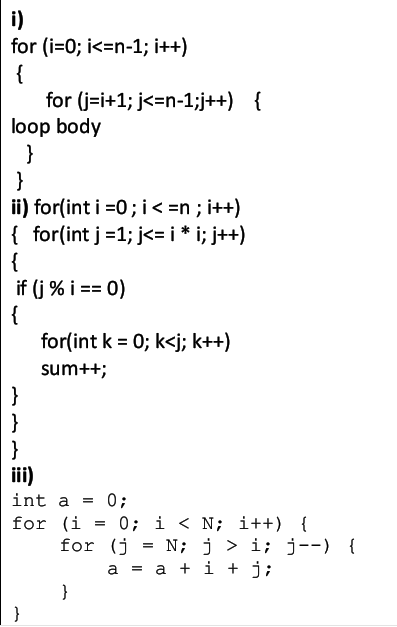 i)
for (i=0; i<=n-1; i++)
{
for (j=i+1; j<=n-1;j++) {
loop body
}
}
ii) for(int i =0 ; i < =n ; i++)
{ for(int j =1; j<= i * i; j++)
{
if (j % i == 0)
{
for(int k = 0; k<j; k++)
sum++;
}
}
}
iii)
int a = 0;
for (i = 0; i < N; i++) {
for (j = N; j > i; j--) {
a = a + i + j;
}
}